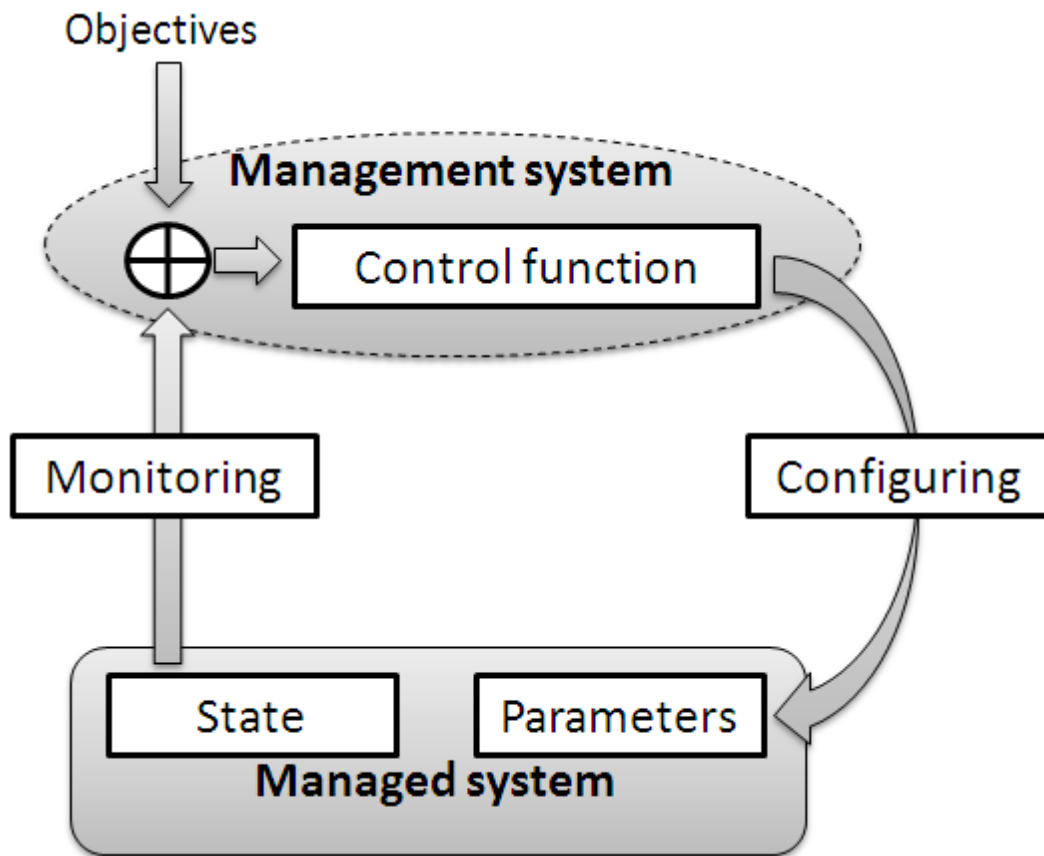 Objectives
Management system
Control function
Monitoring
Configuring
State
Parameters
Managed system